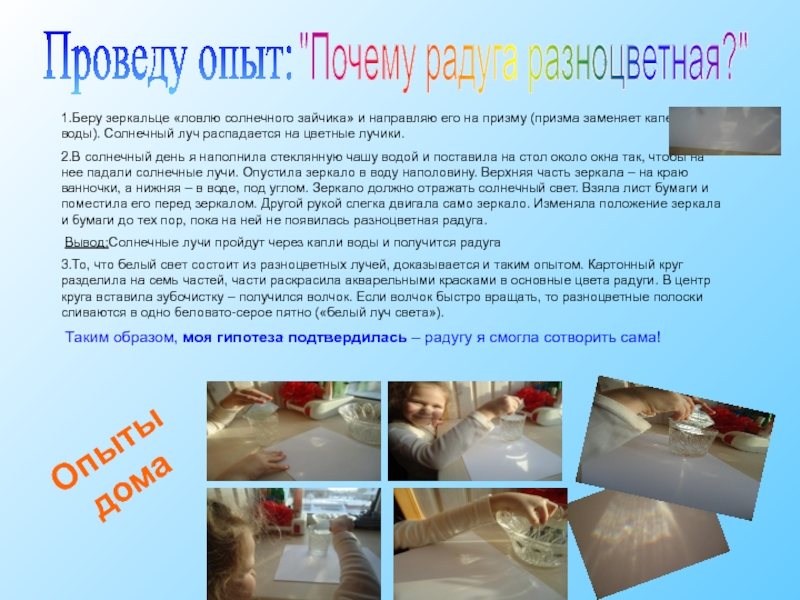 Проведу опыт: "Почему радуга разноцветная?"
1.Беру зеркальце «ловлю солнечного зайчика» и направляю его на призму (призма заменяет
воды). Солнечный луч распадается на цветные лучики.
2.В солнечный день я наполнила стеклянную чашу водой и поставила на стол около окна так, чтобы на
нее падали солнечные лучи. Опустила зеркало в воду наполовину. Верхняя часть зеркала – на краю
ванночки, а нижняя – в воде, под углом. Зеркало должно отражать солнечный свет. Взяла лист бумаги и
поместила его перед зеркалом. Другой рукой слегка двигала само зеркало. Изменяла положение зеркала
и бумаги до тех пор, пока на ней не появилась разноцветная радуга.
Вывод:Солнечные лучи пройдут через капли воды и получится радуга
3.То, что белый свет состоит из разноцветных лучей, доказывается и таким опытом. Картонный круг
разделила на семь частей, части раскрасила акварельными красками в основные цвета радуги. В центр
круга вставила зубочистку – получился волчок. Если волчок быстро вращать, то разноцветные полоски
сливаются в одно беловато-серое пятно («белый луч света»).
Таким образом, моя гипотеза подтвердилась – радугу я смогла сотворить сама!
Опыты
дома